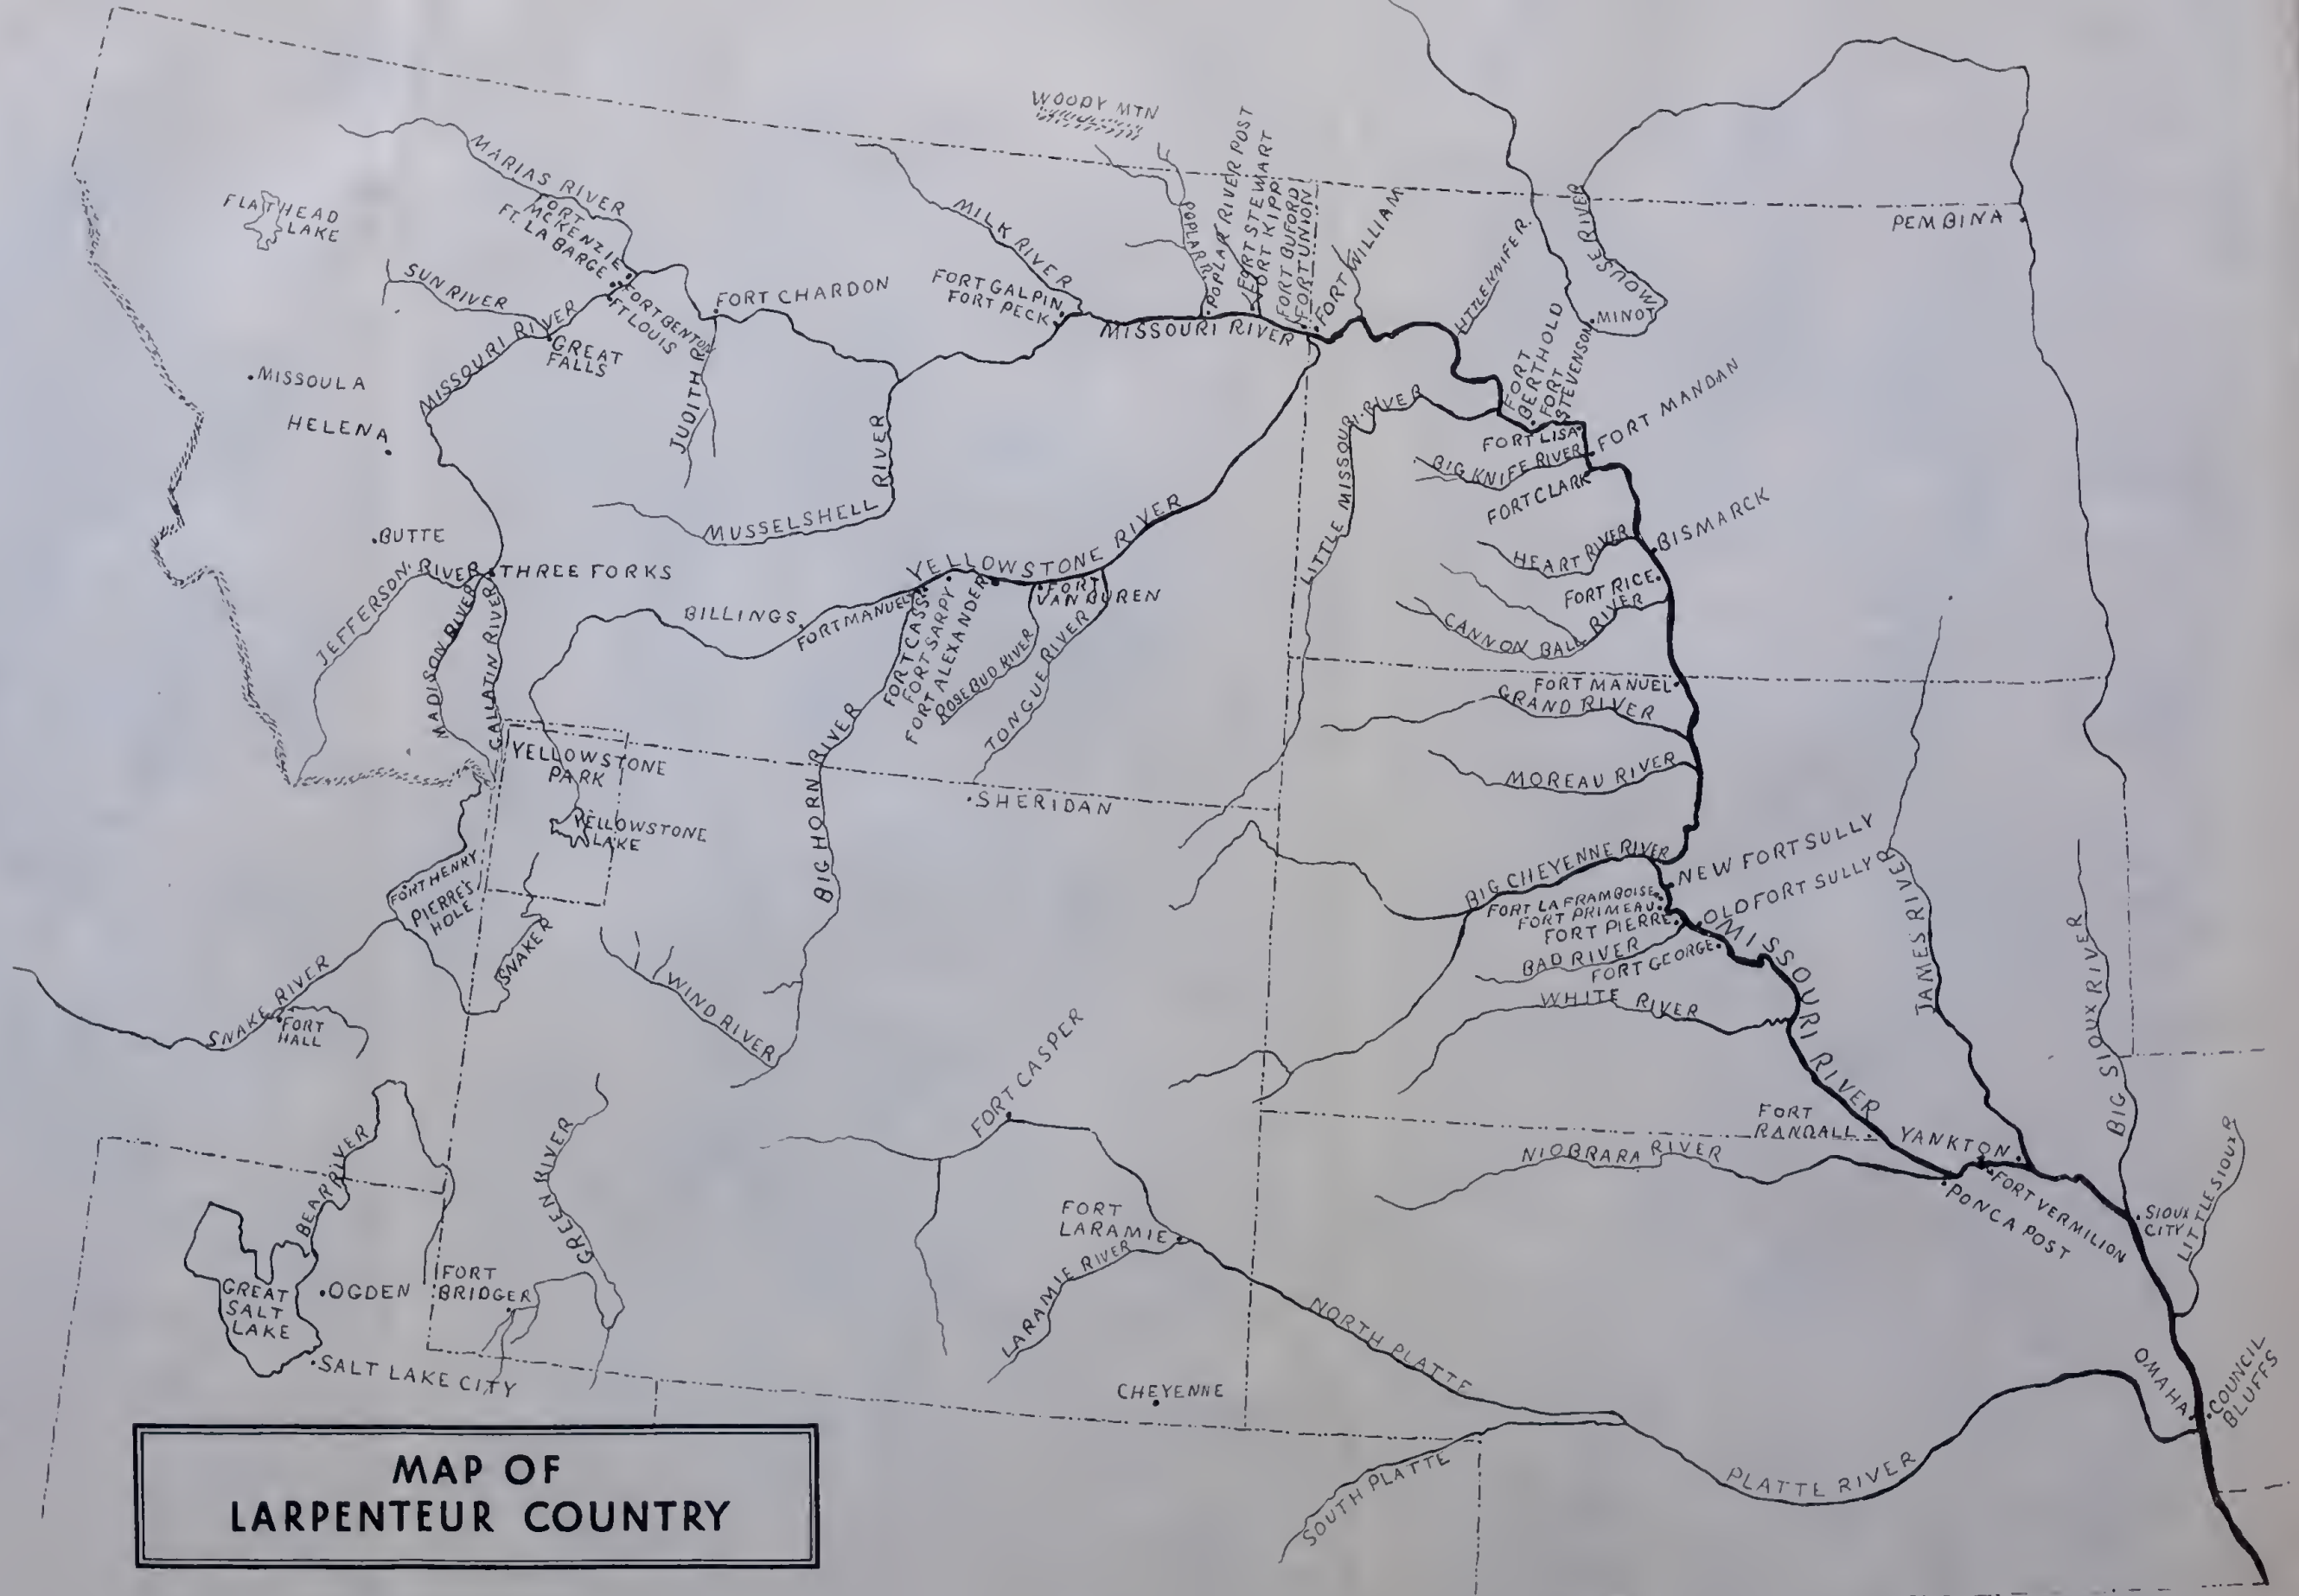 WOODY MTN
MARIAS RIVER
FLATHEAD
LAKE
FORT
McKENZIE
FT. LA BARGE
SUN RIVER
MISSOURI RIVER
FORT BENTON
FT LOUIS
GREAT
FALLS
FORT CHARDON
JUDITH R
MILK RIVER
FORT GALPIN
FORT PECK
MISSOURI RIVER
POPLAR R
POPLAR RIVER POST
FORT STEWART
FORT KIPP
FORT BUFORD
FORT UNION
FORT WILLIAM
MOUSE RIVER
MINOT
PEMBINA
FORT
BERTHOLD
FORT
STEVENSON
FORT MANDAN
FORT LISA
BIG KNIFE RIVER
FORT CLARK
LITTLE MISSOURI RIVER
HEART RIVER
BISMARCK
FORT RICE
CANNON BALL RIVER
MISSOULA
HELENA
BUTTE
MUSSELSHELL RIVER
JEFFERSON RIVER
THREE FORKS
MADISON RIVER
GALLATIN RIVER
YELLOWSTONE RIVER
BILLINGS
FORT MANUEL
FORT CASS
FORT SARPY
FORT ALEXANDER
FORT
VAN BUREN
ROSEBUD RIVER
TONGUE RIVER
BIG HORN RIVER
FORT MANUEL
GRAND RIVER
MOREAU RIVER
YELLOWSTONE
PARK
YELLOWSTONE
LAKE
SHERIDAN
FORT HENRY
PIERRE'S
HOLE
SNAKE R
SNAKE RIVER
FORT
HALL
WIND RIVER
BIG CHEYENNE RIVER
NEW FORT SULLY
OLD FORT SULLY
FORT LA FRAMBOISE
FORT PRIMEAU
FORT PIERRE
BAD RIVER
FORT GEORGE
WHITE RIVER
MISSOURI RIVER
JAMES RIVER
BIG SIOUX RIVER
FORT CASPER
BEAR RIVER
GREEN RIVER
FORT
RANDALL
YANKTON
NIOBRARA RIVER
FORT VERMILION
PONCA POST
SIOUX
CITY
LITTLE SIOUX R
FORT
LARAMIE
LARAMIE RIVER
GREAT
SALT
LAKE
OGDEN
FORT
BRIDGER
SALT LAKE CITY
NORTH PLATTE
CHEYENNE
SOUTH PLATTE
PLATTE RIVER
OMAHA
COUNCIL
BLUFFS
MAP OF
LARPENTEUR COUNTRY